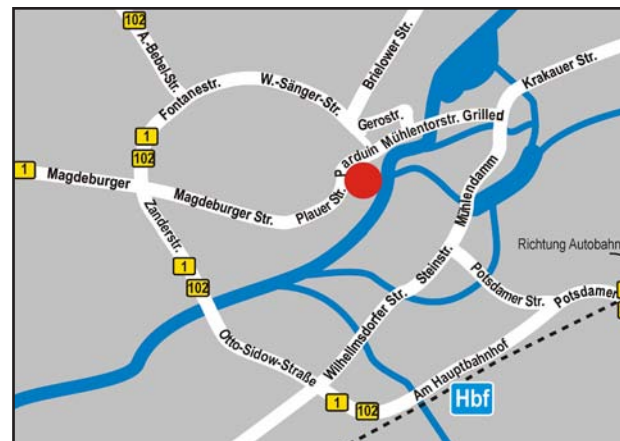 102
A.-Bebel-Str.
Brielower Str.
Krakauer Str.
Fontanestr.
W.-Sänger-Str.
Gerostr.
Parduin Mühlentorstr. Grilled
1
102
1
Magdeburger
Magdeburger Str.
Plauer Str.
Mühlendamm
Zanderstr.
Steinstr.
Richtung Autobahn
1
102
Potsdamer Str.
Potsdamer
Wilhellmsdorfer Str.
Otto-Sidow-Straße
Am Hauptbahnhof
Hbf
1
102